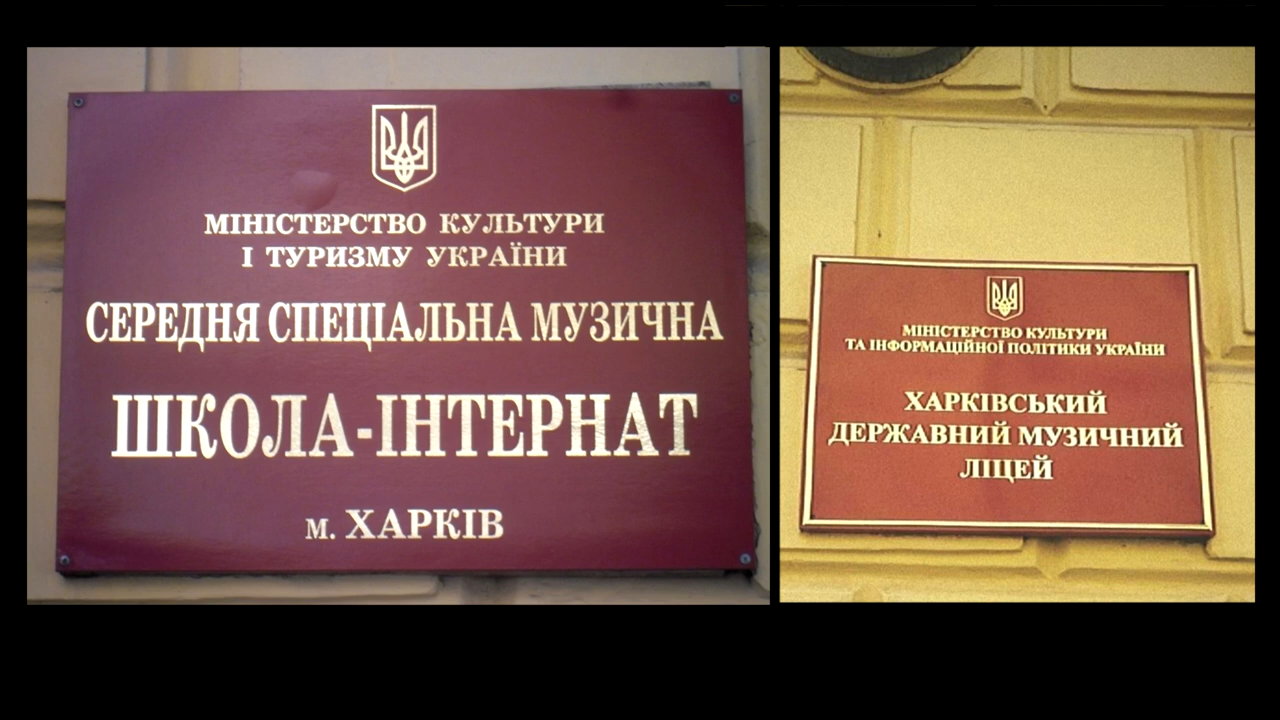 МІНІСТЕРСТВО КУЛЬТУРИ
І ТУРИЗМУ УКРАЇНИ
СЕРЕДНЯ СПЕЦІАЛЬНА МУЗИЧНА
ШКОЛА-ІНТЕРНАТ
м. ХАРКІВ
МІНІСТЕРСТВО КУЛЬТУРИ
ТА ІНФОРМАЦІЙНОЇ ПОЛІТИКИ УКРАЇНИ
ХАРКІВСЬКИЙ
ДЕРЖАВНИЙ МУЗИЧНИЙ
ЛІЦЕЙ